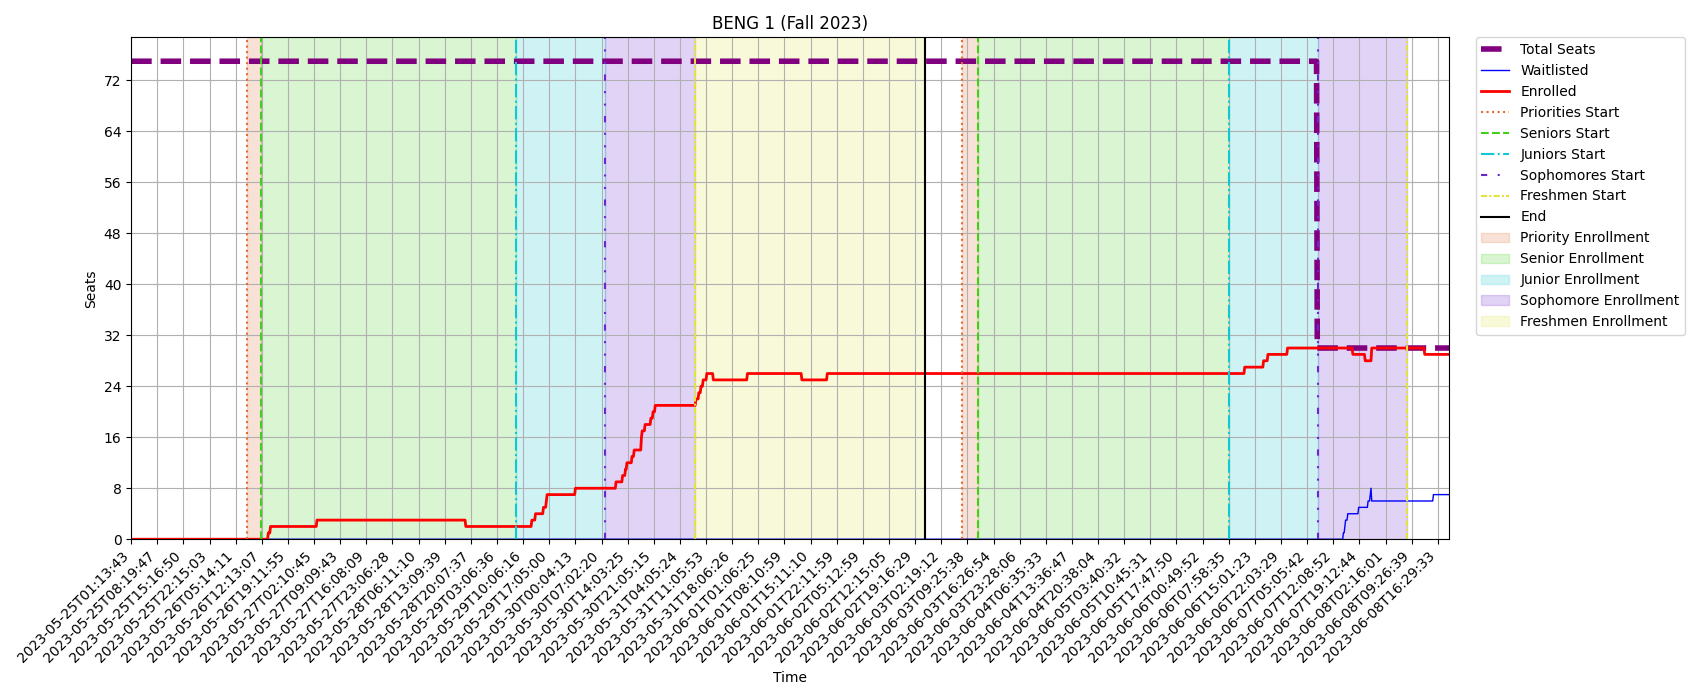 BENG 1 (Fall 2023)
Total Seats
Waitlisted
Enrolled
Priorities Start
Seniors Start
Juniors Start
Sophomores Start
Freshmen Start
End
Priority Enrollment
Senior Enrollment
Junior Enrollment
Sophomore Enrollment
Freshmen Enrollment
Seats
72
64
56
48
40
32
24
16
8
0
2023-05-25T01:13:43
2023-05-25T08:19:47
2023-05-25T15:16:50
2023-05-25T22:15:03
2023-05-26T05:14:11
2023-05-26T12:13:07
2023-05-26T19:11:55
2023-05-27T02:10:45
2023-05-27T09:09:43
2023-05-27T16:08:09
2023-05-27T23:06:28
2023-05-28T06:11:10
2023-05-28T13:09:39
2023-05-28T20:07:37
2023-05-29T03:06:36
2023-05-29T10:06:16
2023-05-29T17:05:00
2023-05-30T00:04:13
2023-05-30T07:02:20
2023-05-30T14:03:25
2023-05-30T21:05:15
2023-05-31T04:05:24
2023-05-31T11:05:53
2023-05-31T18:06:26
2023-06-01T01:06:25
2023-06-01T08:10:59
2023-06-01T15:11:10
2023-06-01T22:11:59
2023-06-02T05:12:59
2023-06-02T12:15:05
2023-06-02T19:16:29
2023-06-03T02:19:12
2023-06-03T09:25:38
2023-06-03T16:26:54
2023-06-03T23:28:06
2023-06-04T06:35:33
2023-06-04T13:36:47
2023-06-04T20:38:04
2023-06-05T03:40:32
2023-06-05T10:45:31
2023-06-05T17:47:50
2023-06-06T00:49:52
2023-06-06T07:58:35
2023-06-06T15:01:23
2023-06-06T22:03:29
2023-06-07T05:05:42
2023-06-07T12:08:52
2023-06-07T19:12:44
2023-06-08T02:16:01
2023-06-08T09:26:39
2023-06-08T16:29:33
Time